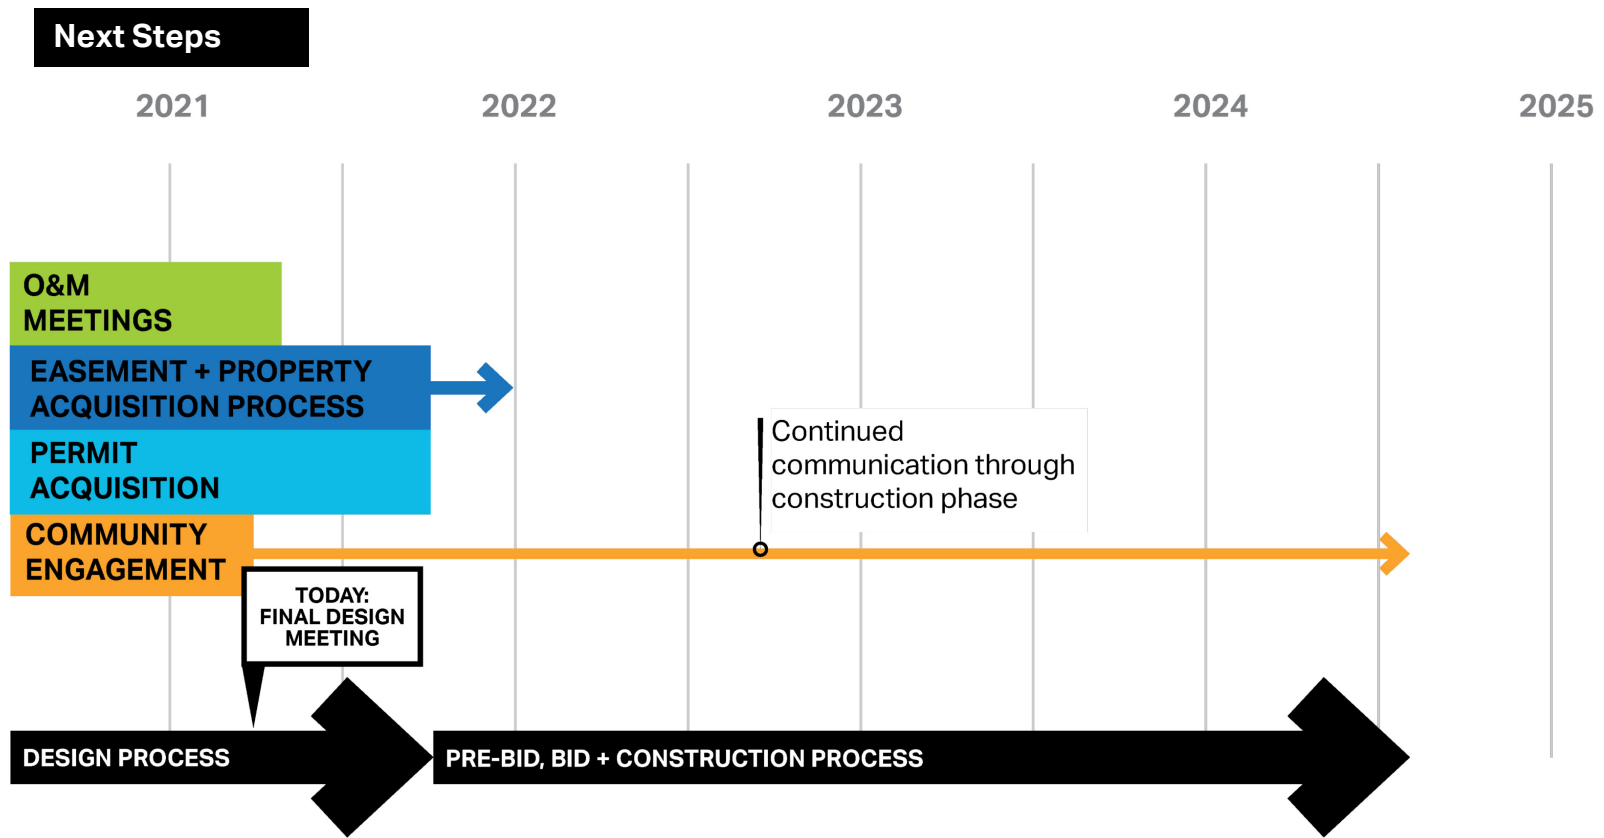 Next Steps
2021 2022 2023 2024 2025
O&M
MEETINGS
EASEMENT + PROPERTY
ACQUISITION PROCESS
PERMIT
ACQUISITION
COMMUNITY
ENGAGEMENT
Continued
communication through
construction phase
TODAY:
FINAL DESIGN
MEETING
DESIGN PROCESS
PRE-BID, BID + CONSTRUCTION PROCESS